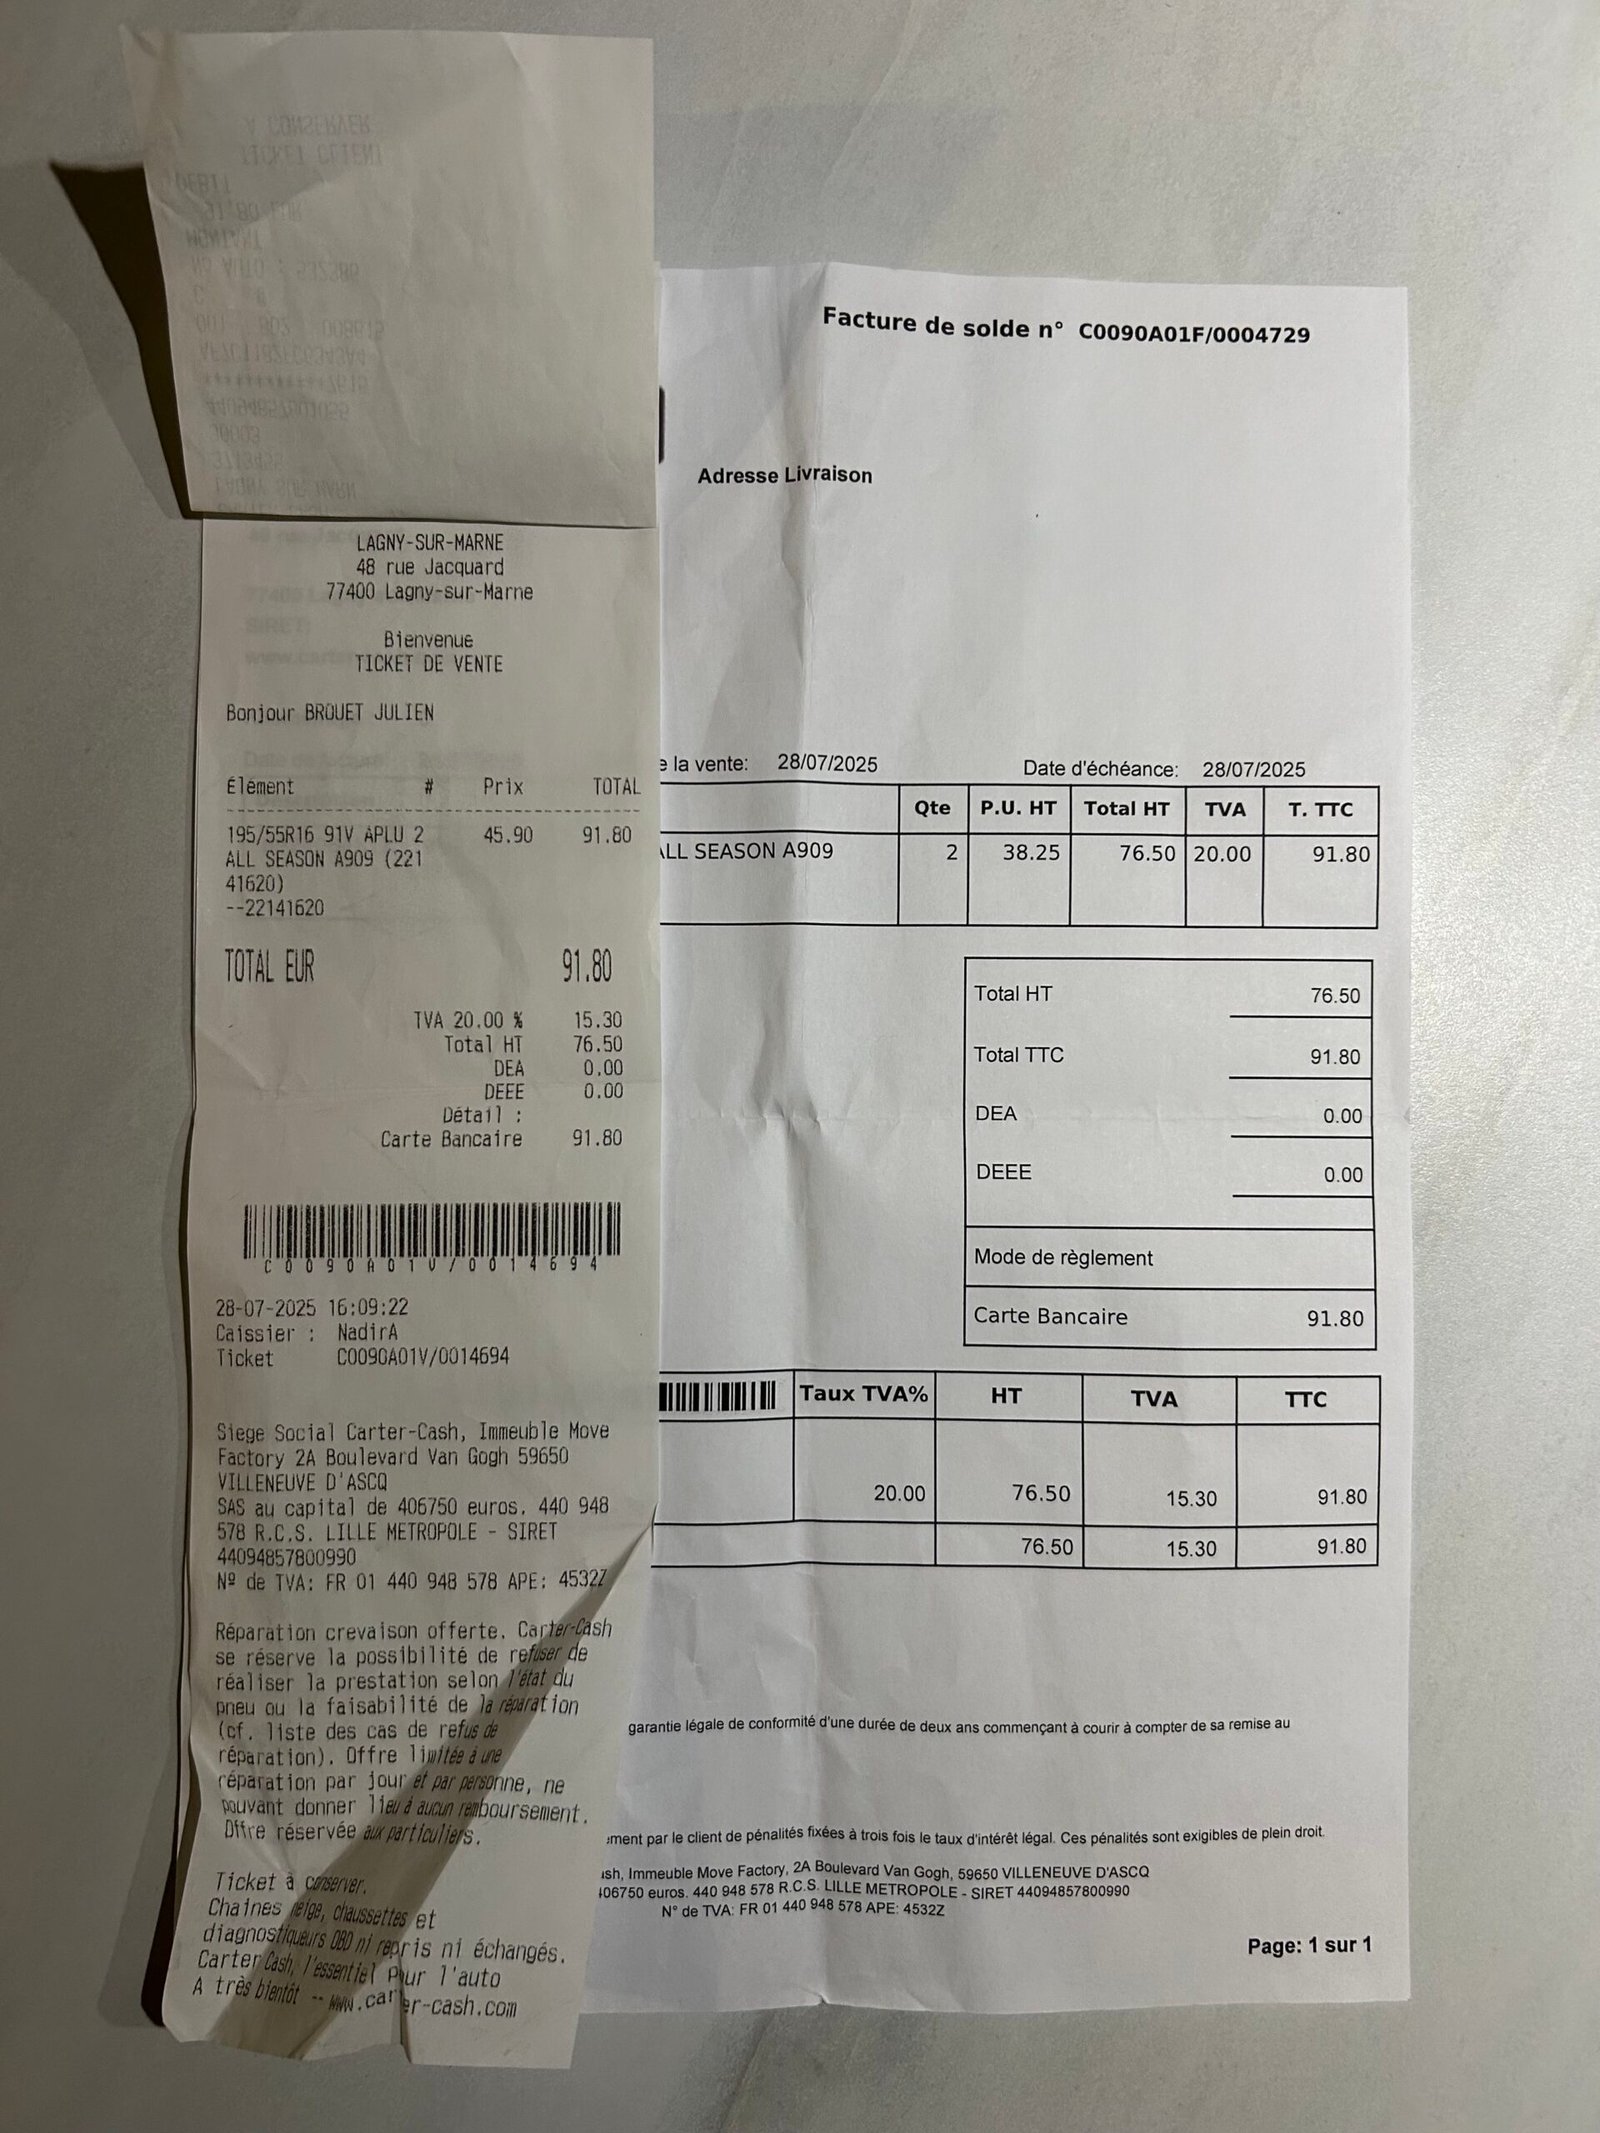 LAGNY-SUR-MARNE
48 rue Jacquard
77400 Lagny-sur-Marne
Bienvenue
TICKET DE VENTE
Bonjour BROUET JULIEN
Élément # Prix TOTAL
195/55R16 91V APLU 2 45.90 91.80
ALL SEASON A909 (221
41620)
--22141620
TOTAL EUR 91.80
TVA 20.00 % 15.30
Total HT 76.50
DEA 0.00
DEEE 0.00
Détail :
Carte Bancaire 91.80
C0090A01V/0014694
28-07-2025 16:09:22
Caissier : NadirA
Ticket C0090A01V/0014694
Siege Social Carter-Cash, Immeuble Move
Factory 2A Boulevard Van Gogh 59650
VILLENEUVE D'ASCQ
SAS au capital de 406750 euros. 440 948
578 R.C.S. LILLE METROPOLE - SIRET
44094857800990
Nº de TVA: FR 01 440 948 578 APE: 4532Z
Réparation crevaison offerte. Carter-Cash
se réserve la possibilité de refuser de
réaliser la prestation selon l'état du
pneu ou la faisabilité de la réparation
(cf. liste des cas de refus de
réparation). Offre limitée à une
réparation par jour et par personne, ne
pouvant donner lieu à aucun remboursement.
Offre réservée aux particuliers.
Ticket à conserver.
Chaines neige, chaussettes et
diagnostiqueurs OBD ni repris ni échangés.
Carter Cash, l'essentiel pour l'auto
A très bientôt -- www.carter-cash.com
Facture de solde n° C0090A01F/0004729
Adresse Livraison
la vente: 28/07/2025 Date d'échéance: 28/07/2025
Qte P.U. HT Total HT TVA T. TTC
ALL SEASON A909 2 38.25 76.50 20.00 91.80
Total HT 76.50
Total TTC 91.80
DEA 0.00
DEEE 0.00
Mode de règlement
Carte Bancaire 91.80
Taux TVA% HT TVA TTC
20.00 76.50 15.30 91.80
76.50 15.30 91.80
garantie légale de conformité d'une durée de deux ans commençant à courir à compter de sa remise au
ement par le client de pénalités fixées à trois fois le taux d'intérêt légal. Ces pénalités sont exigibles de plein droit.
sh, Immeuble Move Factory, 2A Boulevard Van Gogh, 59650 VILLENEUVE D'ASCQ
406750 euros. 440 948 578 R.C.S. LILLE METROPOLE - SIRET 44094857800990
N° de TVA: FR 01 440 948 578 APE: 4532Z
Page: 1 sur 1